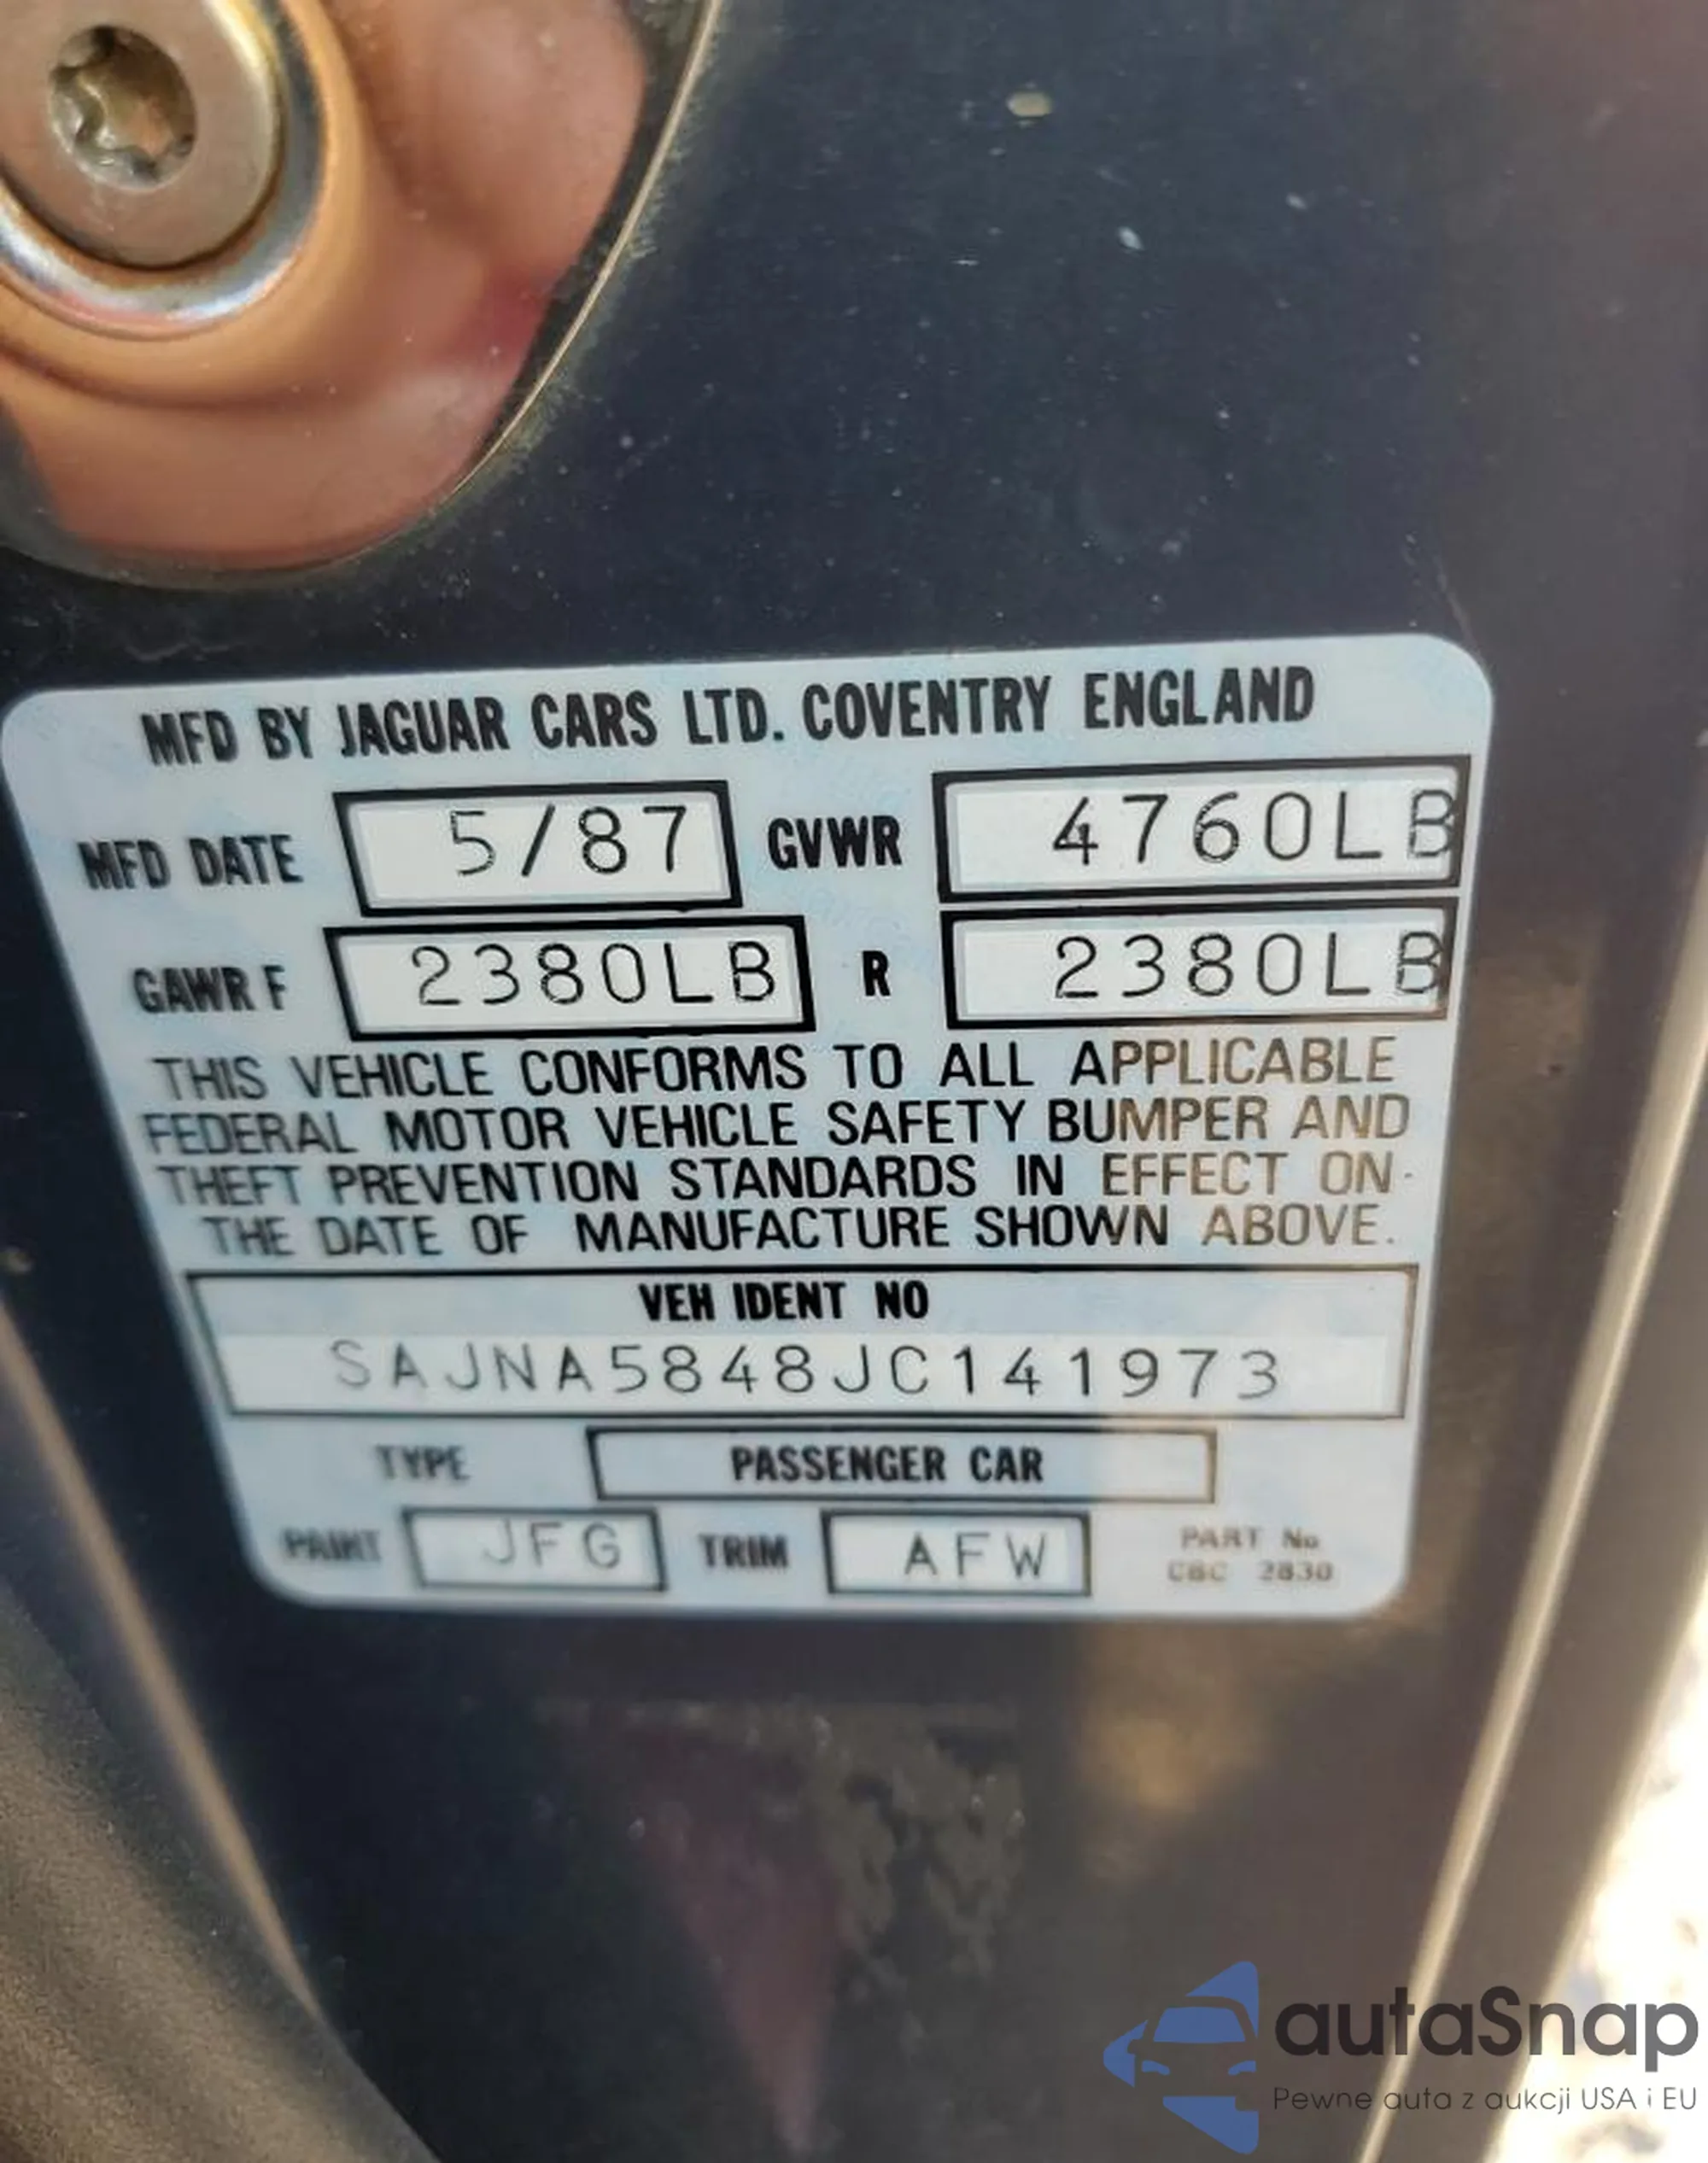 MFD BY JAGUAR CARS LTD. COVENTRY ENGLAND
MFD DATE 5/87 GVWR 4760LB
GAWR F 2380LB R 2380LB
THIS VEHICLE CONFORMS TO ALL APPLICABLE
FEDERAL MOTOR VEHICLE SAFETY BUMPER AND
THEFT PREVENTION STANDARDS IN EFFECT ON
THE DATE OF MANUFACTURE SHOWN ABOVE.
VEH IDENT NO
SAJNA5848JC141973
TYPE PASSENGER CAR
PAINT JFG TRIM AFW
PART No
CBC 2830
autaSnap
Pewne auta z aukcji USA i EU